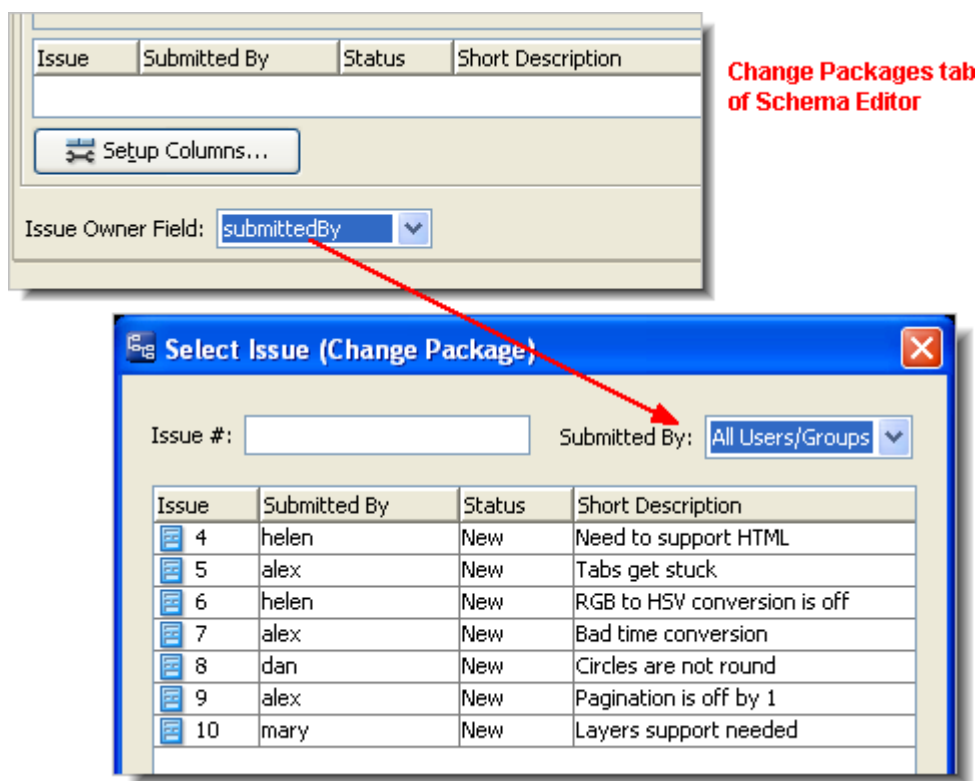 Issue Submitted By Status Short Description
Change Packages tab
of Schema Editor
Setup Columns...
Issue Owner Field: submittedBy
Select Issue (Change Package)
Issue #: Submitted By: All Users/Groups
Issue Submitted By Status Short Description
4 helen New Need to support HTML
5 alex New Tabs get stuck
6 helen New RGB to HSV conversion is off
7 alex New Bad time conversion
8 dan New Circles are not round
9 alex New Pagination is off by 1
10 mary New Layers support needed